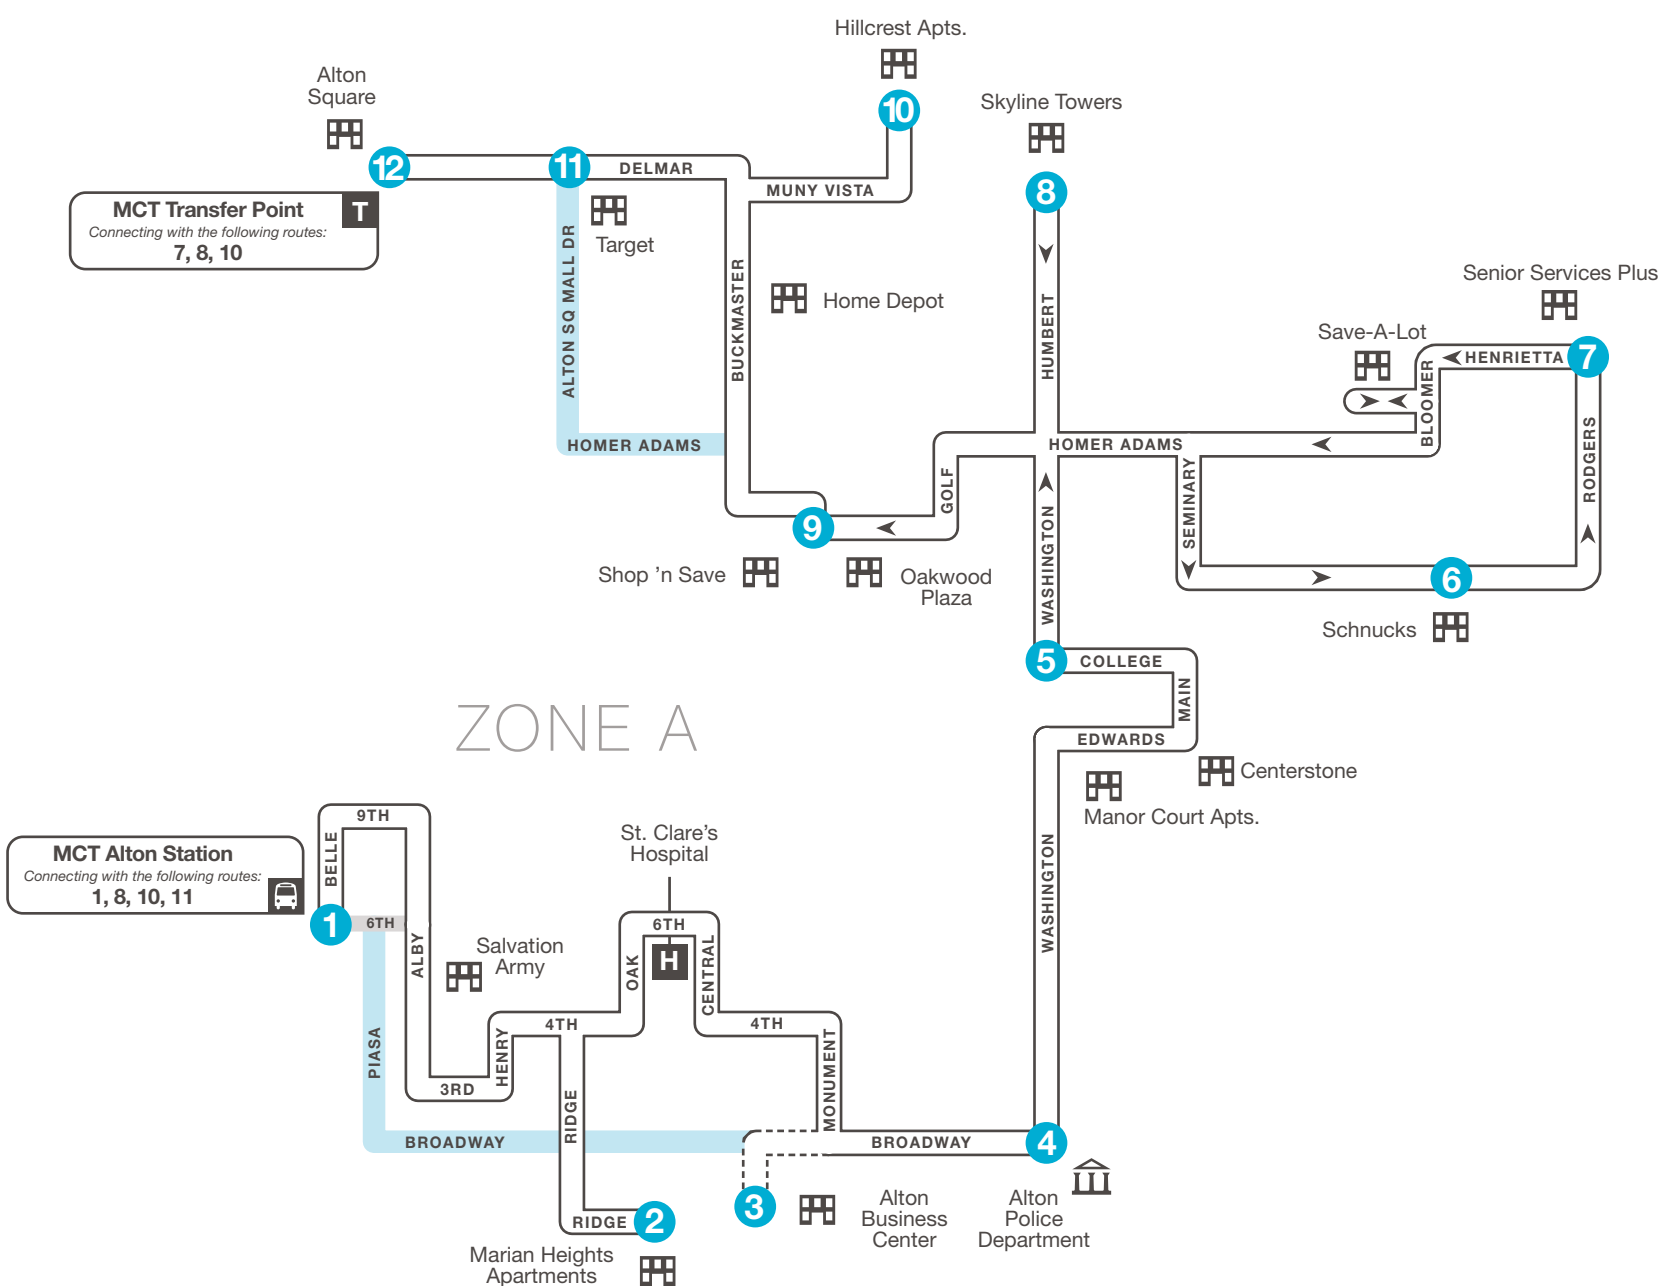 Hillcrest Apts.
10
Alton
Square
Skyline Towers
12
11
DELMAR
MUNY VISTA
8
MCT Transfer Point
T
Connecting with the following routes:
7, 8, 10
Target
ALTON SQ MALL DR
BUCKMASTER
Home Depot
HUMBERT
Senior Services Plus
Save-A-Lot
HENRIETTA
7
BLOOMER
HOMER ADAMS
HOMER ADAMS
GOLF
SEMINARY
RODGERS
9
WASHINGTON
Shop ’n Save
Oakwood
Plaza
6
Schnucks
5
COLLEGE
MAIN
EDWARDS
ZONE A
Centerstone
Manor Court Apts.
9TH
BELLE
MCT Alton Station
Connecting with the following routes:
1, 8, 10, 11
St. Clare’s
Hospital
WASHINGTON
1
6TH
6TH
H
ALBY
Salvation
Army
OAK
CENTRAL
4TH
4TH
PIASA
HENRY
3RD
RIDGE
MONUMENT
BROADWAY
BROADWAY
4
3
Alton
Business
Center
Alton
Police
Department
RIDGE
2
Marian Heights
Apartments